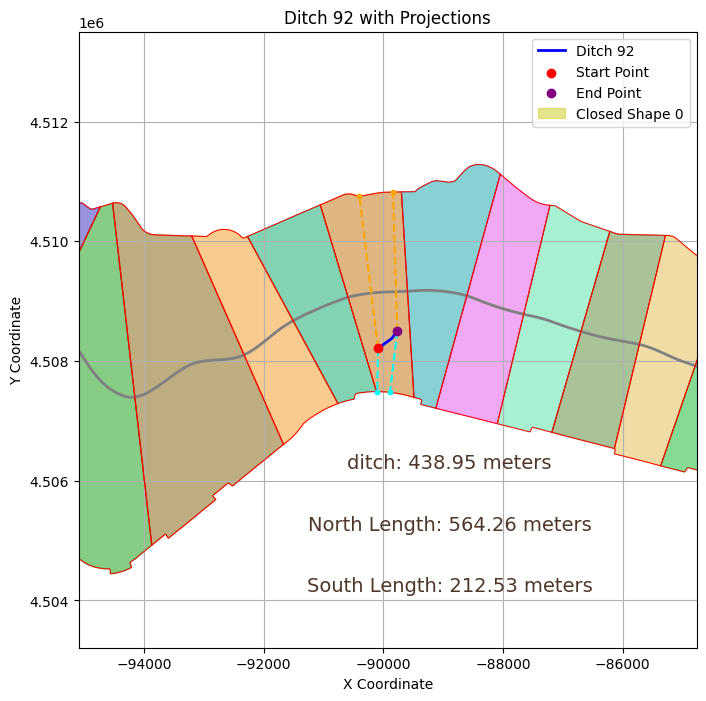 Ditch 92 with Projections
1e6
Ditch 92
Start Point
End Point
Closed Shape 0
4.512
4.510
4.508
4.506
4.504
Y Coordinate
ditch: 438.95 meters
North Length: 564.26 meters
South Length: 212.53 meters
−94000 −92000 −90000 −88000 −86000
X Coordinate